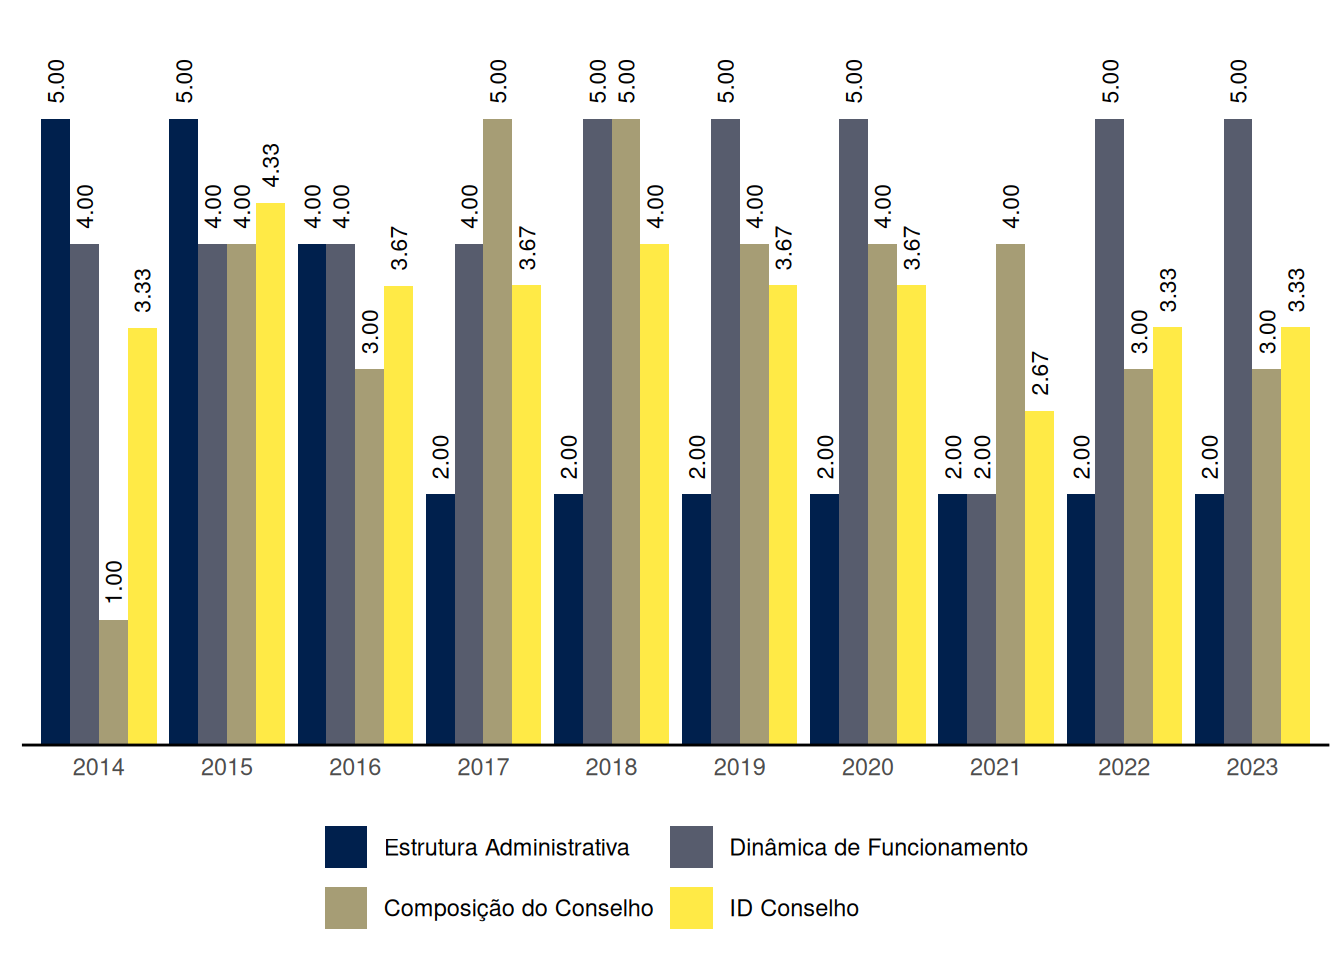 5.00 4.00 1.00 3.33 5.00 4.00 4.00 4.33 4.00 4.00 3.00 3.67 2.00 4.00 5.00 3.67 2.00 5.00 5.00 4.00 2.00 5.00 4.00 3.67 2.00 5.00 4.00 3.67 2.00 2.00 4.00 2.67 2.00 5.00 3.00 3.33 2.00 5.00 3.00 3.33
2014 2015 2016 2017 2018 2019 2020 2021 2022 2023
Estrutura Administrativa Dinâmica de Funcionamento
Composição do Conselho ID Conselho